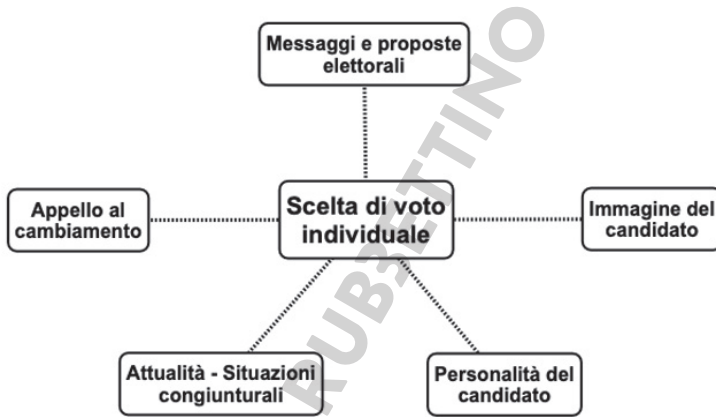 Messaggi e proposte
elettorali
Appello al
cambiamento
Scelta di voto
individuale
Immagine del
candidato
Attualità - Situazioni
congiunturali
Personalità del
candidato
RUB3ETTINO